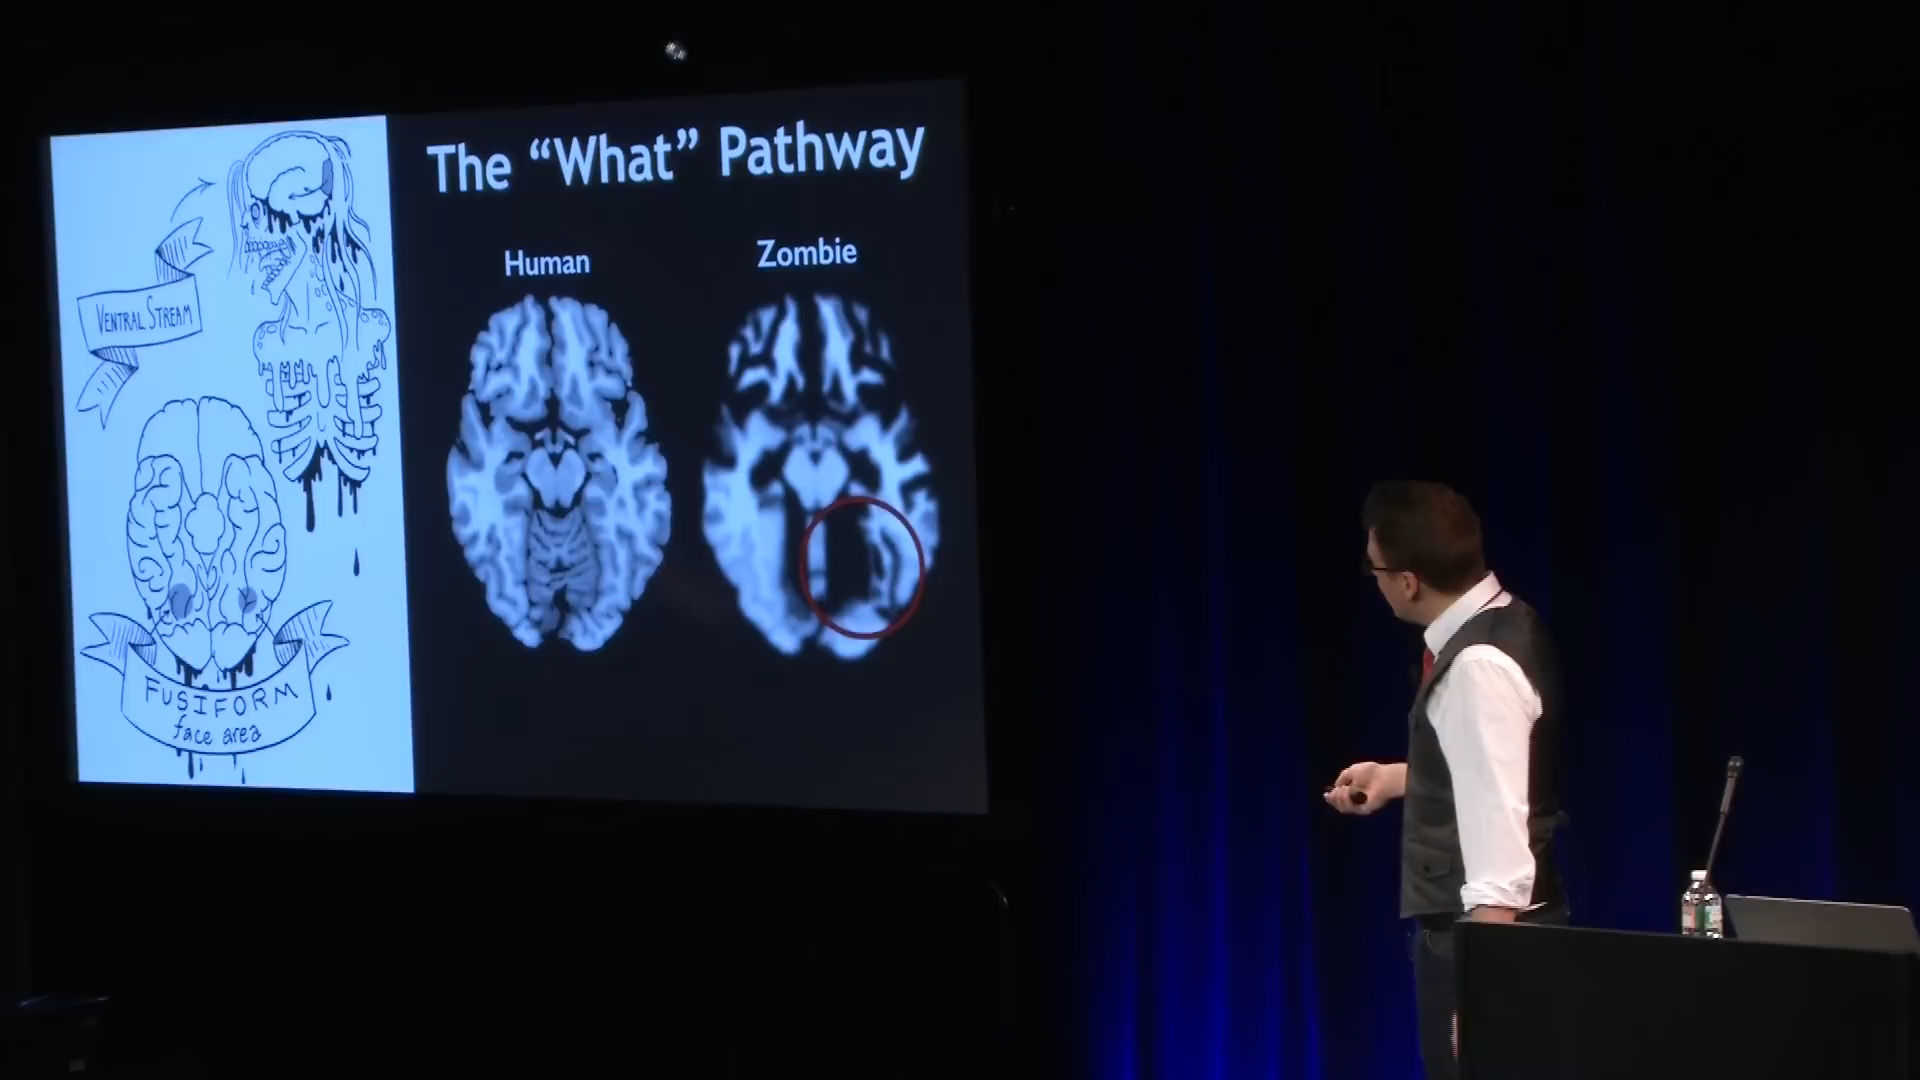 The “What” Pathway
Human
Zombie
VENTRAL STREAM
FUSIFORM
face area